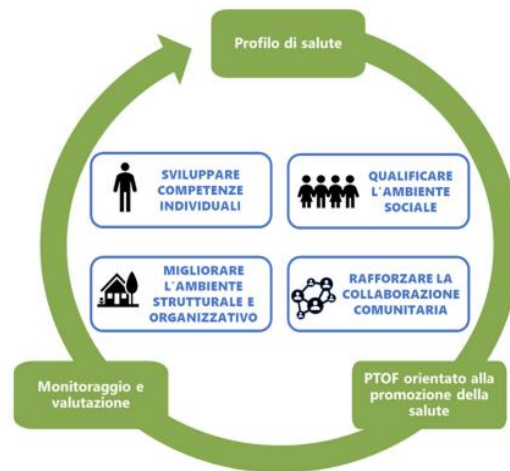 Profilo di salute
SVILUPPARE
COMPETENZE
INDIVIDUALI
QUALIFICARE
L'AMBIENTE
SOCIALE
MIGLIORARE
L'AMBIENTE
STRUTTURALE E
ORGANIZZATIVO
RAFFORZARE LA
COLLABORAZIONE
COMUNITARIA
Monitoraggio e
valutazione
PTOF orientato alla
promozione della
salute